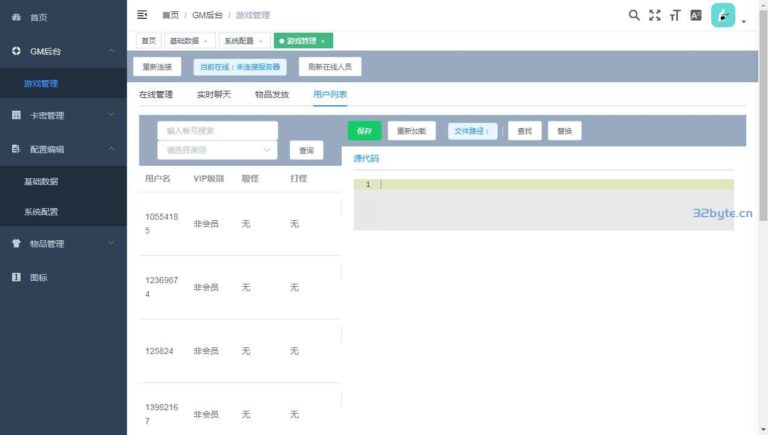 首页
GM后台
游戏管理
卡密管理
配置编辑
基础数据
系统配置
物品管理
图标
首页 / GM后台 / 游戏管理
首页
基础数据 ×
系统配置 ×
游戏管理 ×
重新连接
当前在线：未连接服务器
刷新在线人员
在线管理
实时聊天
物品发放
用户列表
输入帐号搜索
请选择类别
查询
保存
重新加载
文件路径：
查找
替换
源代码
1
用户名 VIP级别 吸怪 打怪
1055418
5
非会员 无 无
1236987
4
非会员 无 无
125824 非会员 无 无
1398216
7
非会员 无 无
32byte.cn